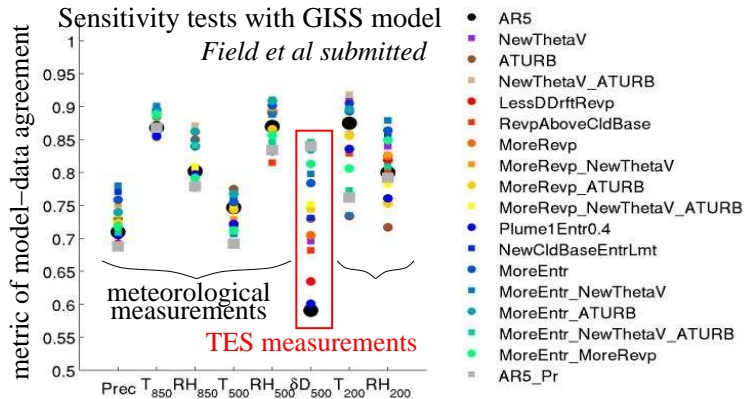 Sensitivity tests with GISS model
Field et al submitted
metric of model–data agreement
1
0.95
0.9
0.85
0.8
0.75
0.7
0.65
0.6
0.55
0.5
meteorological
measurements
TES measurements
Prec T850 RH850 T500 RH500 δD500 T200 RH200
AR5
NewThetaV
ATURB
NewThetaV_ATURB
LessDDrftRevp
RevpAboveCldBase
MoreRevp
MoreRevp_NewThetaV
MoreRevp_ATURB
MoreRevp_NewThetaV_ATURB
Plume1Entr0.4
NewCldBaseEntrLmt
MoreEntr
MoreEntr_NewThetaV
MoreEntr_ATURB
MoreEntr_NewThetaV_ATURB
MoreEntr_MoreRevp
AR5_Pr